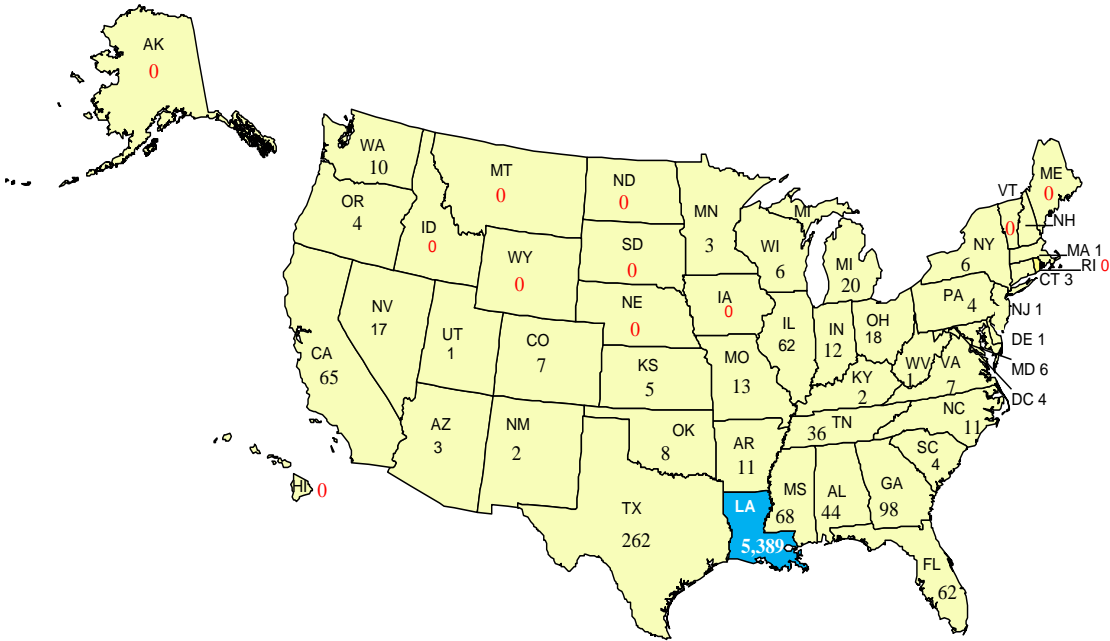 AK
0
WA
10
OR
4
ID
0
MT
0
ND
0
MN
3
WI
6
MI
MI
20
VT
0
NH
ME
0
NY
6
MA 1
RI 0
CT 3
WY
0
SD
0
NE
0
IA
0
NV
17
UT
1
CO
7
CA
65
KS
5
MO
13
IL
62
IN
12
OH
18
PA 4
NJ 1
DE 1
MD 6
DC 4
WV
1
VA
7
KY
2
NC
11
TN
36
SC
4
AZ
3
NM
2
OK
8
AR
11
HI 0
TX
262
LA
5,389
MS
68
AL
44
GA
98
FL
62